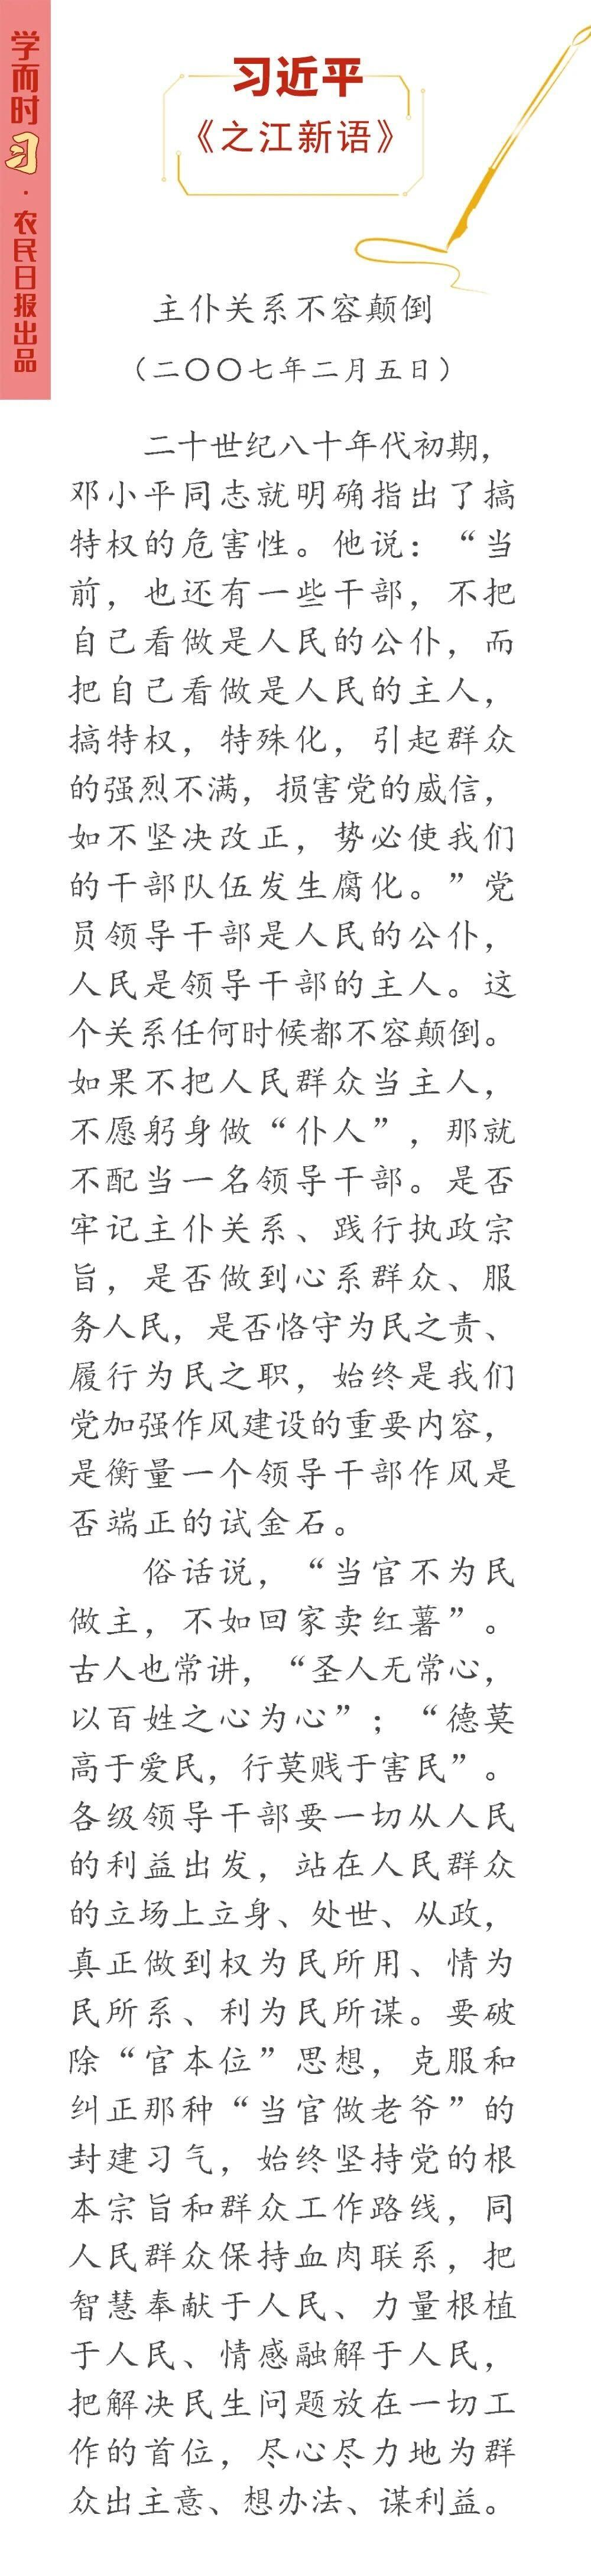 学而时习·农民日报出品
习近平
《之江新语》
主仆关系不容颠倒
（二〇〇七年二月五日）
二十世纪八十年代初期，
邓小平同志就明确指出了搞
特权的危害性。他说：“当
前，也还有一些干部，不把
自己看做是人民的公仆，而
把自己看做是人民的主人，
搞特权，特殊化，引起群众
的强烈不满，损害党的威信，
如不坚决改正，势必使我们
的干部队伍发生腐化。”党
员领导干部是人民的公仆，
人民是领导干部的主人。这
个关系任何时候都不容颠倒。
如果不把人民群众当主人，
不愿躬身做“仆人”，那就
不配当一名领导干部。是否
牢记主仆关系、践行执政宗
旨，是否做到心系群众、服
务人民，是否恪守为民之责、
履行为民之职，始终是我们
党加强作风建设的重要内容，
是衡量一个领导干部作风是
否端正的试金石。
俗话说，“当官不为民
做主，不如回家卖红薯”。
古人也常讲，“圣人无常心，
以百姓之心为心”；“德莫
高于爱民，行莫贱于害民”。
各级领导干部要一切从人民
的利益出发，站在人民群众
的立场上立身、处世、从政，
真正做到权为民所用、情为
民所系、利为民所谋。要破
除“官本位”思想，克服和
纠正那种“当官做老爷”的
封建习气，始终坚持党的根
本宗旨和群众工作路线，同
人民群众保持血肉联系，把
智慧奉献于人民、力量根植
于人民、情感融解于人民，
把解决民生问题放在一切工
作的首位，尽心尽力地为群
众出主意、想办法、谋利益。